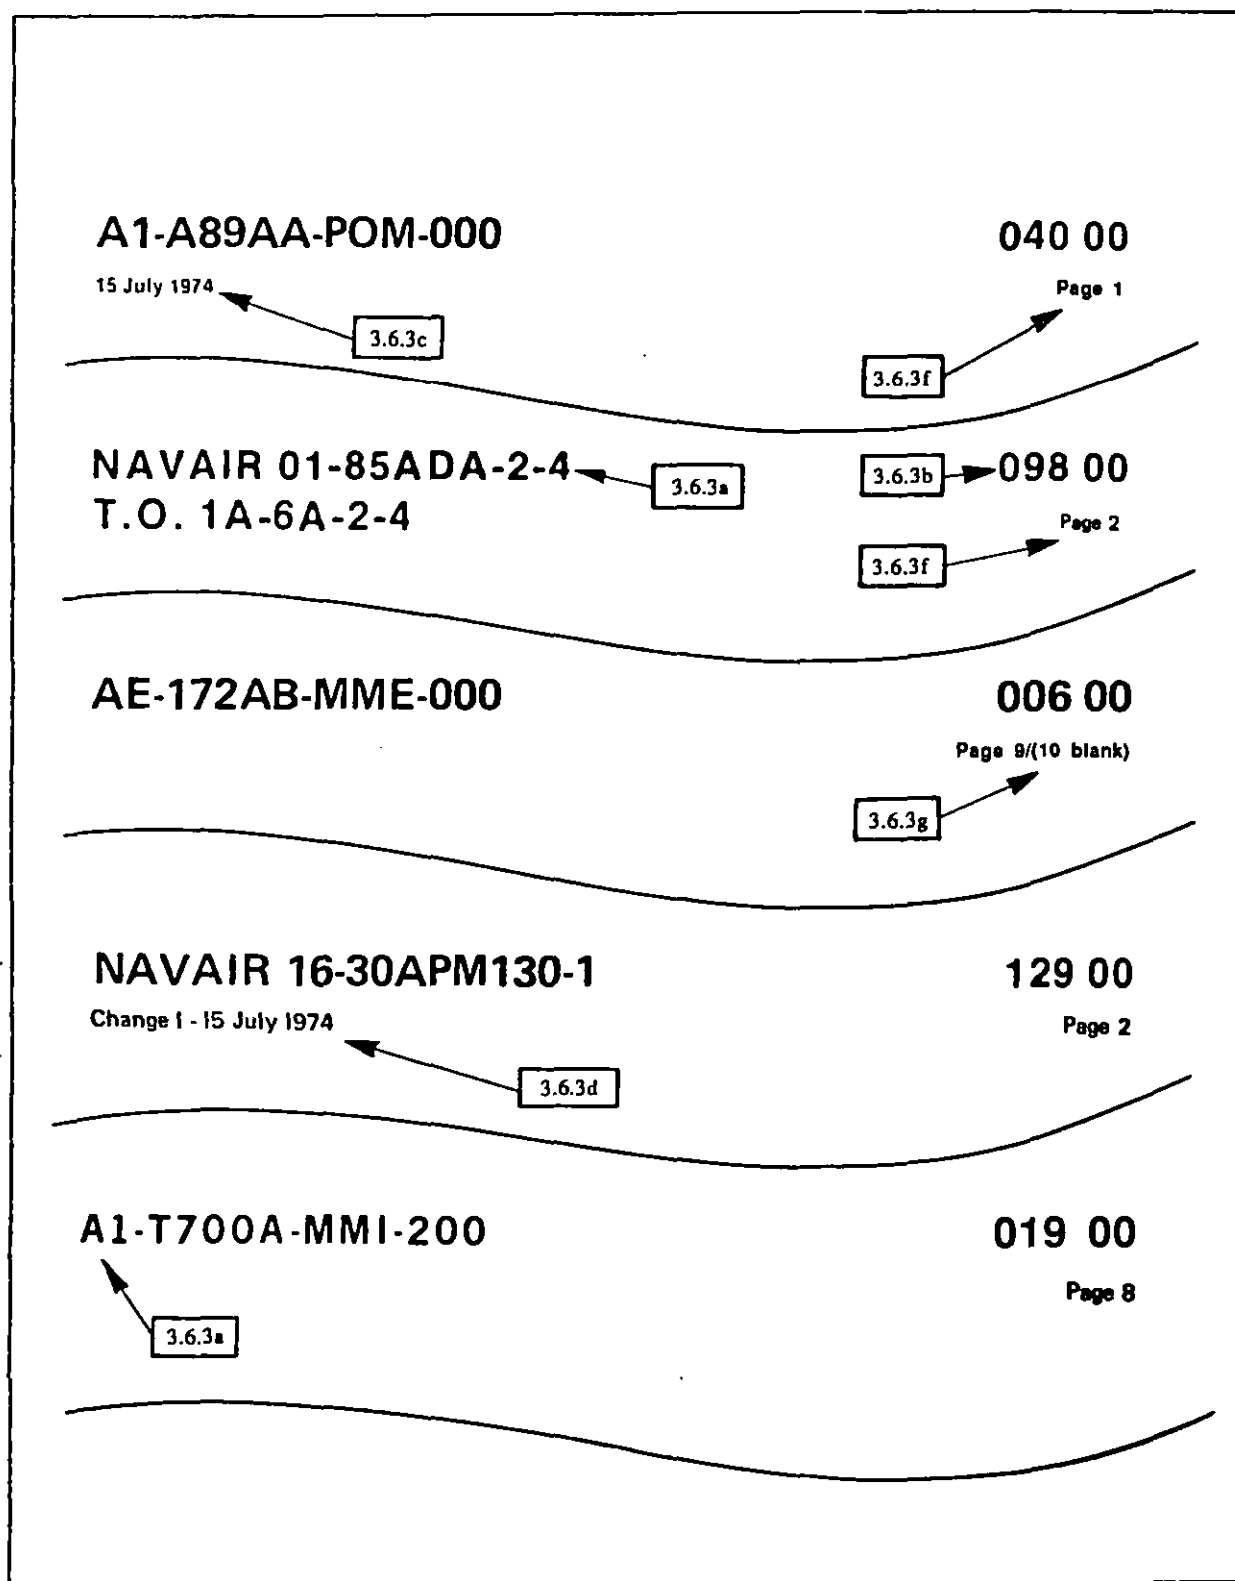 A1-A89AA-POM-000 040 00
15 July 1974 Page 1
3.6.3c
3.6.3f
NAVAIR 01-85ADA-2-4 3.6.3a 3.6.3b 098 00
T.O. 1A-6A-2-4 Page 2
3.6.3f
AE-172AB-MME-000 006 00
Page 9/(10 blank)
3.6.3g
NAVAIR 16-30APM130-1 129 00
Change 1 - 15 July 1974 Page 2
3.6.3d
A1-T700A-MMI-200 019 00
Page 8
3.6.3a